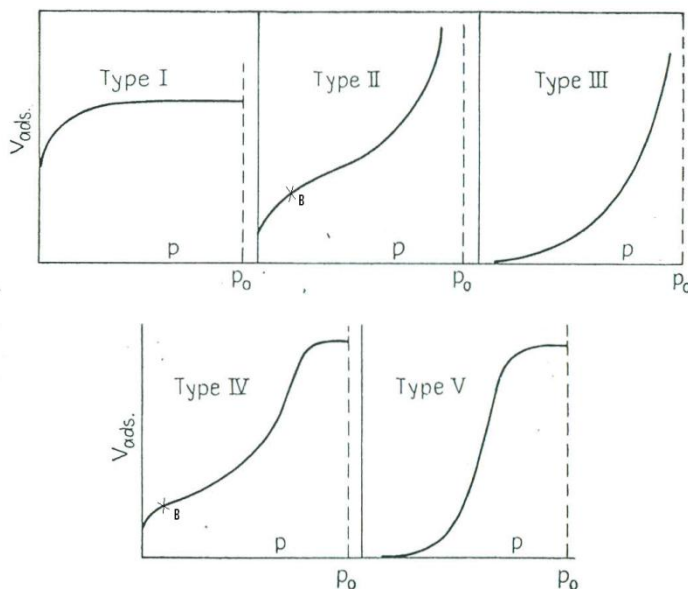 Type I
Type II
Type III
Vads.
B
p
p
p
po
po
po
Type IV
Type V
Vads.
B
p
p
po
po